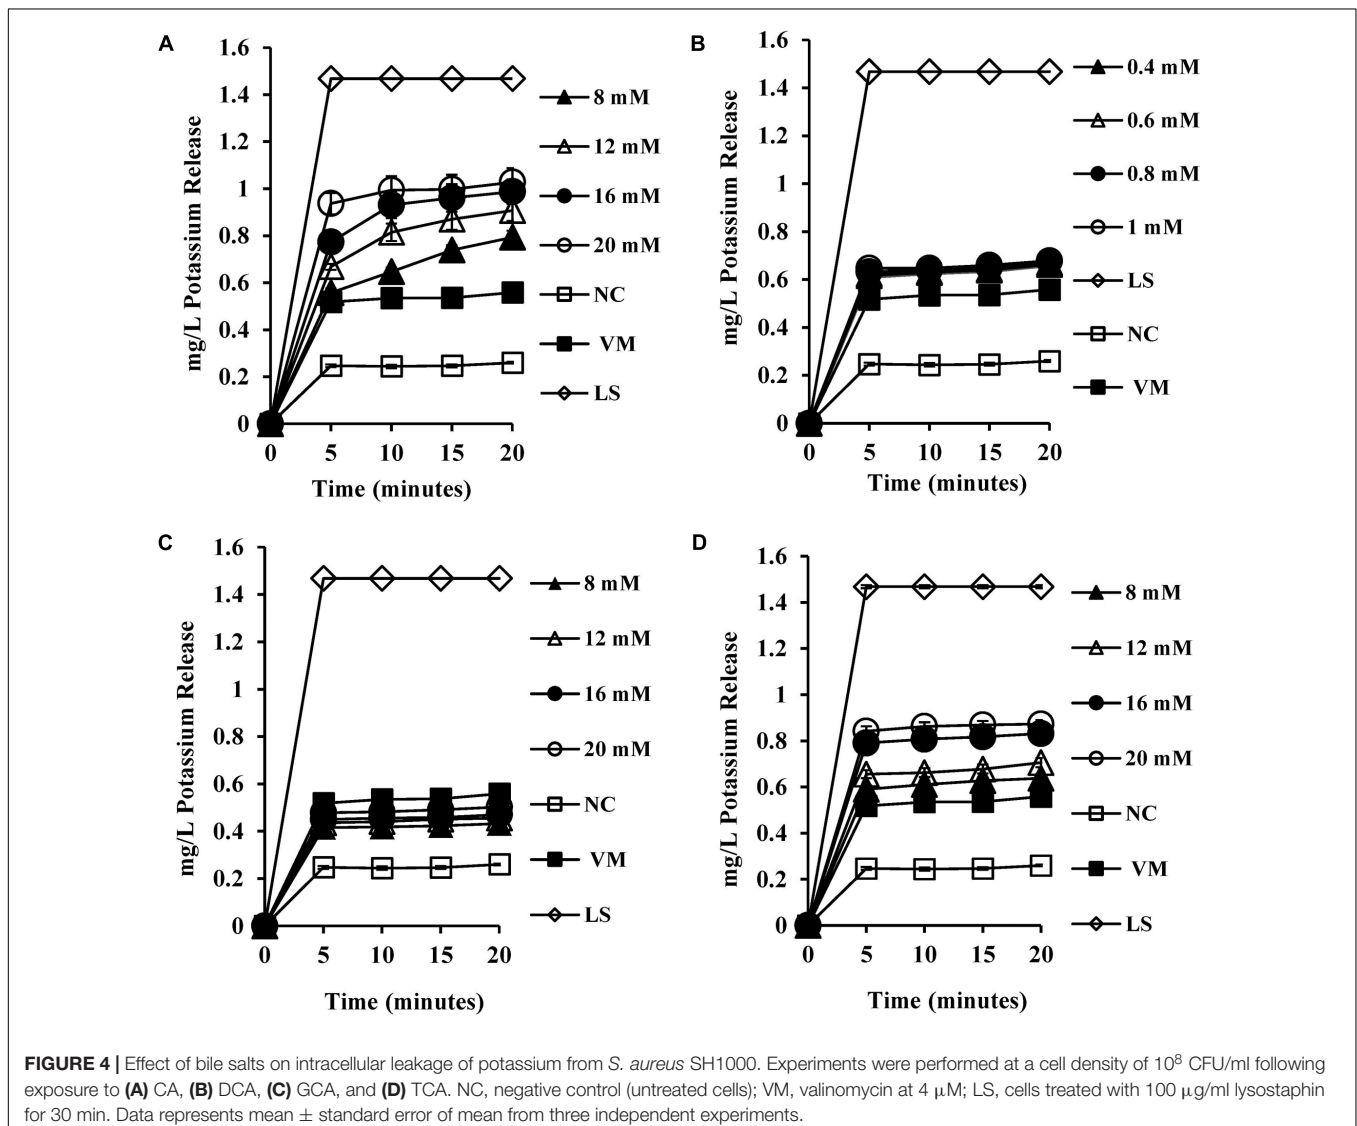 A
1.6
1.4
1.2
1
0.8
0.6
0.4
0.2
0
mg/L Potassium Release
0 5 10 15 20
Time (minutes)
8 mM
12 mM
16 mM
20 mM
NC
VM
LS
B
1.6
1.4
1.2
1
0.8
0.6
0.4
0.2
0
mg/L Potassium Release
0 5 10 15 20
Time (minutes)
0.4 mM
0.6 mM
0.8 mM
1 mM
LS
NC
VM
C
1.6
1.4
1.2
1
0.8
0.6
0.4
0.2
0
mg/L Potassium Release
0 5 10 15 20
Time (minutes)
8 mM
12 mM
16 mM
20 mM
NC
VM
LS
D
1.6
1.4
1.2
1
0.8
0.6
0.4
0.2
0
mg/L Potassium Release
0 5 10 15 20
Time (minutes)
8 mM
12 mM
16 mM
20 mM
NC
VM
LS
FIGURE 4 | Effect of bile salts on intracellular leakage of potassium from S. aureus SH1000. Experiments were performed at a cell density of 10⁸ CFU/ml following
exposure to (A) CA, (B) DCA, (C) GCA, and (D) TCA. NC, negative control (untreated cells); VM, valinomycin at 4 μM; LS, cells treated with 100 μg/ml lysostaphin
for 30 min. Data represents mean ± standard error of mean from three independent experiments.